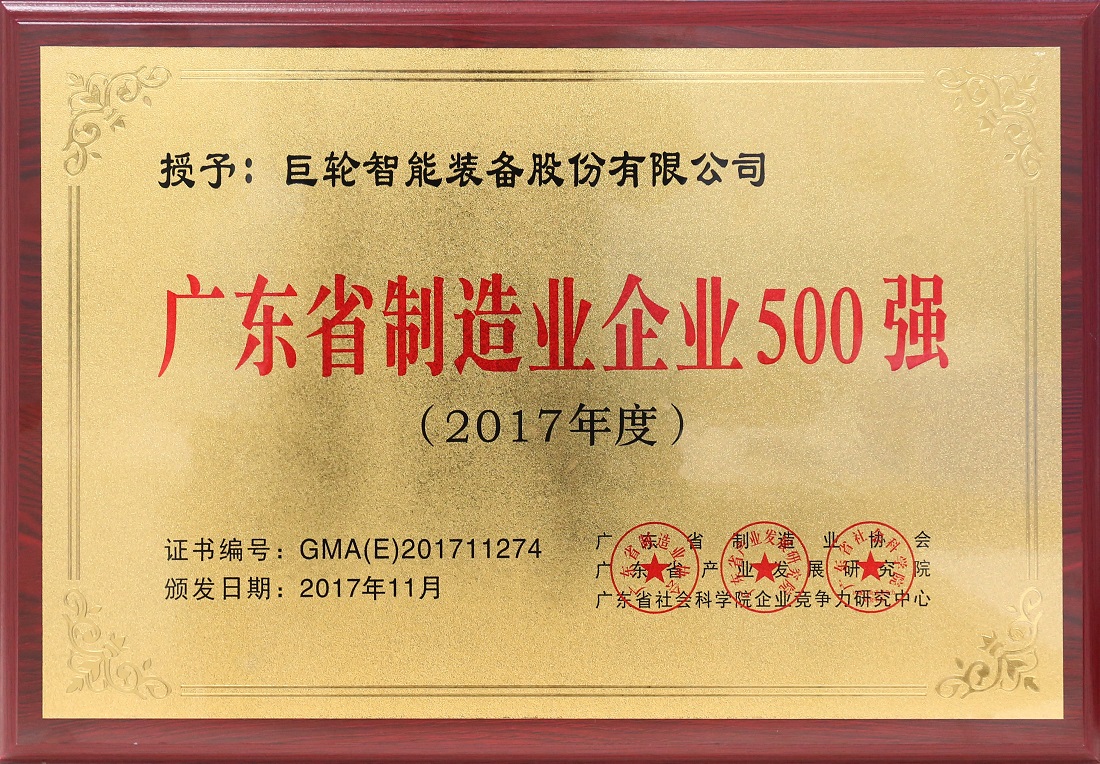 授予：巨轮智能装备股份有限公司
广东省制造业企业500强
（2017年度）
证书编号：GMA(E)201711274
颁发日期：2017年11月
广东省制造业协会
广东省产业发展研究院
广东省社会科学院企业竞争力研究中心